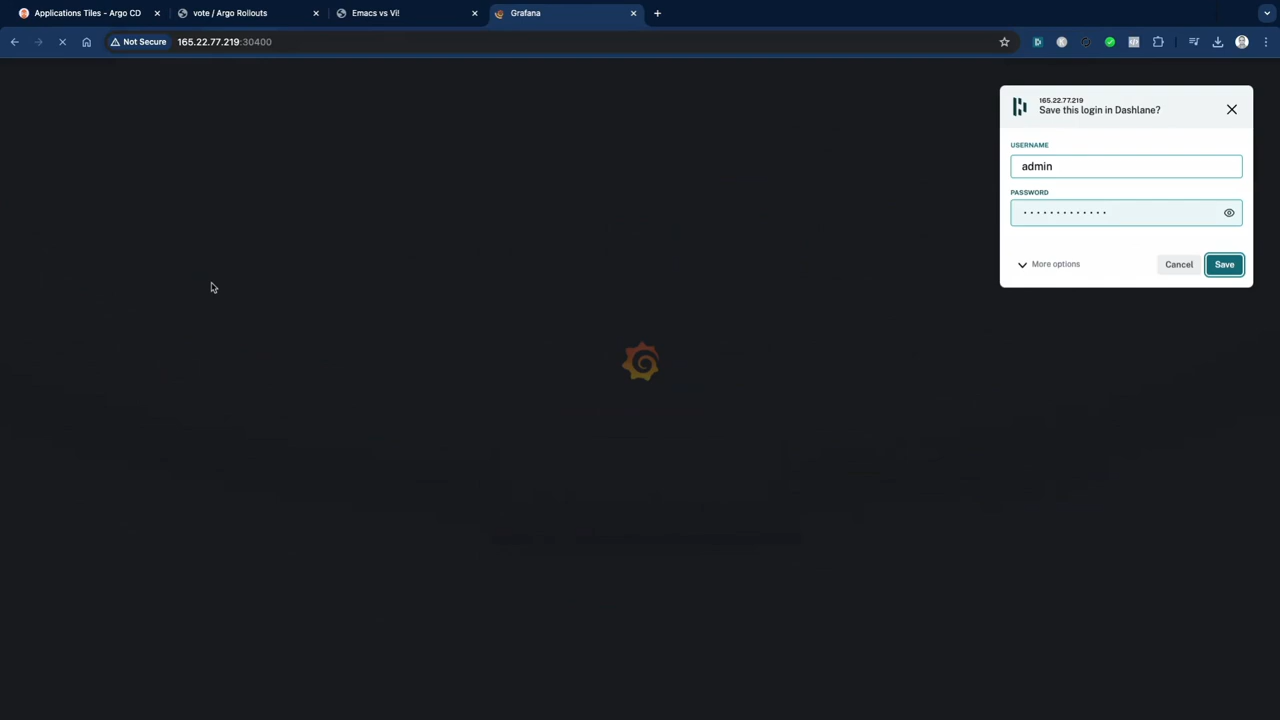 Applications Tiles - Argo CD
vote / Argo Rollouts
Emacs vs Vi!
Grafana
Not Secure
165.22.77.219:30400
165.22.77.219
Save this login in Dashlane?
USERNAME
admin
PASSWORD
·············
More options
Cancel
Save